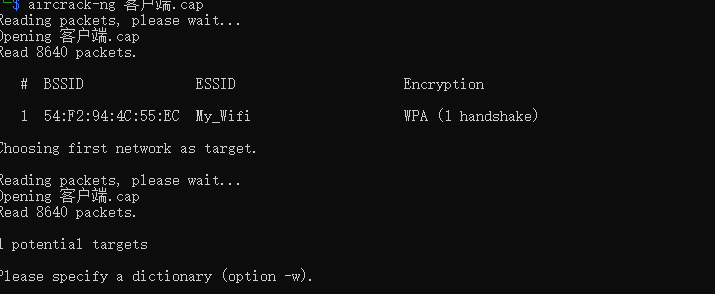 $ aircrack-ng 客户端.cap
Reading packets, please wait...
Opening 客户端.cap
Read 8640 packets.
# BSSID ESSID Encryption
1 54:F2:94:4C:55:EC My_Wifi WPA (1 handshake)
Choosing first network as target.
Reading packets, please wait...
Opening 客户端.cap
Read 8640 packets.
1 potential targets
Please specify a dictionary (option -w).